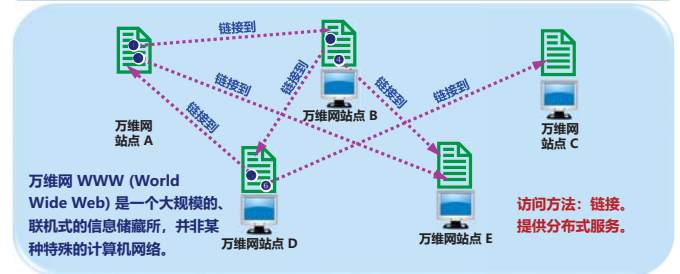 链接到
链接到
链接到
链接到
链接到
链接到
万维网
站点 A
万维网站点 B
万维网
站点 C
万维网站点 D
万维网站点 E
万维网 WWW (World
Wide Web) 是一个大规模的、
联机式的信息储藏所，并非某
种特殊的计算机网络。
访问方法：链接。
提供分布式服务。